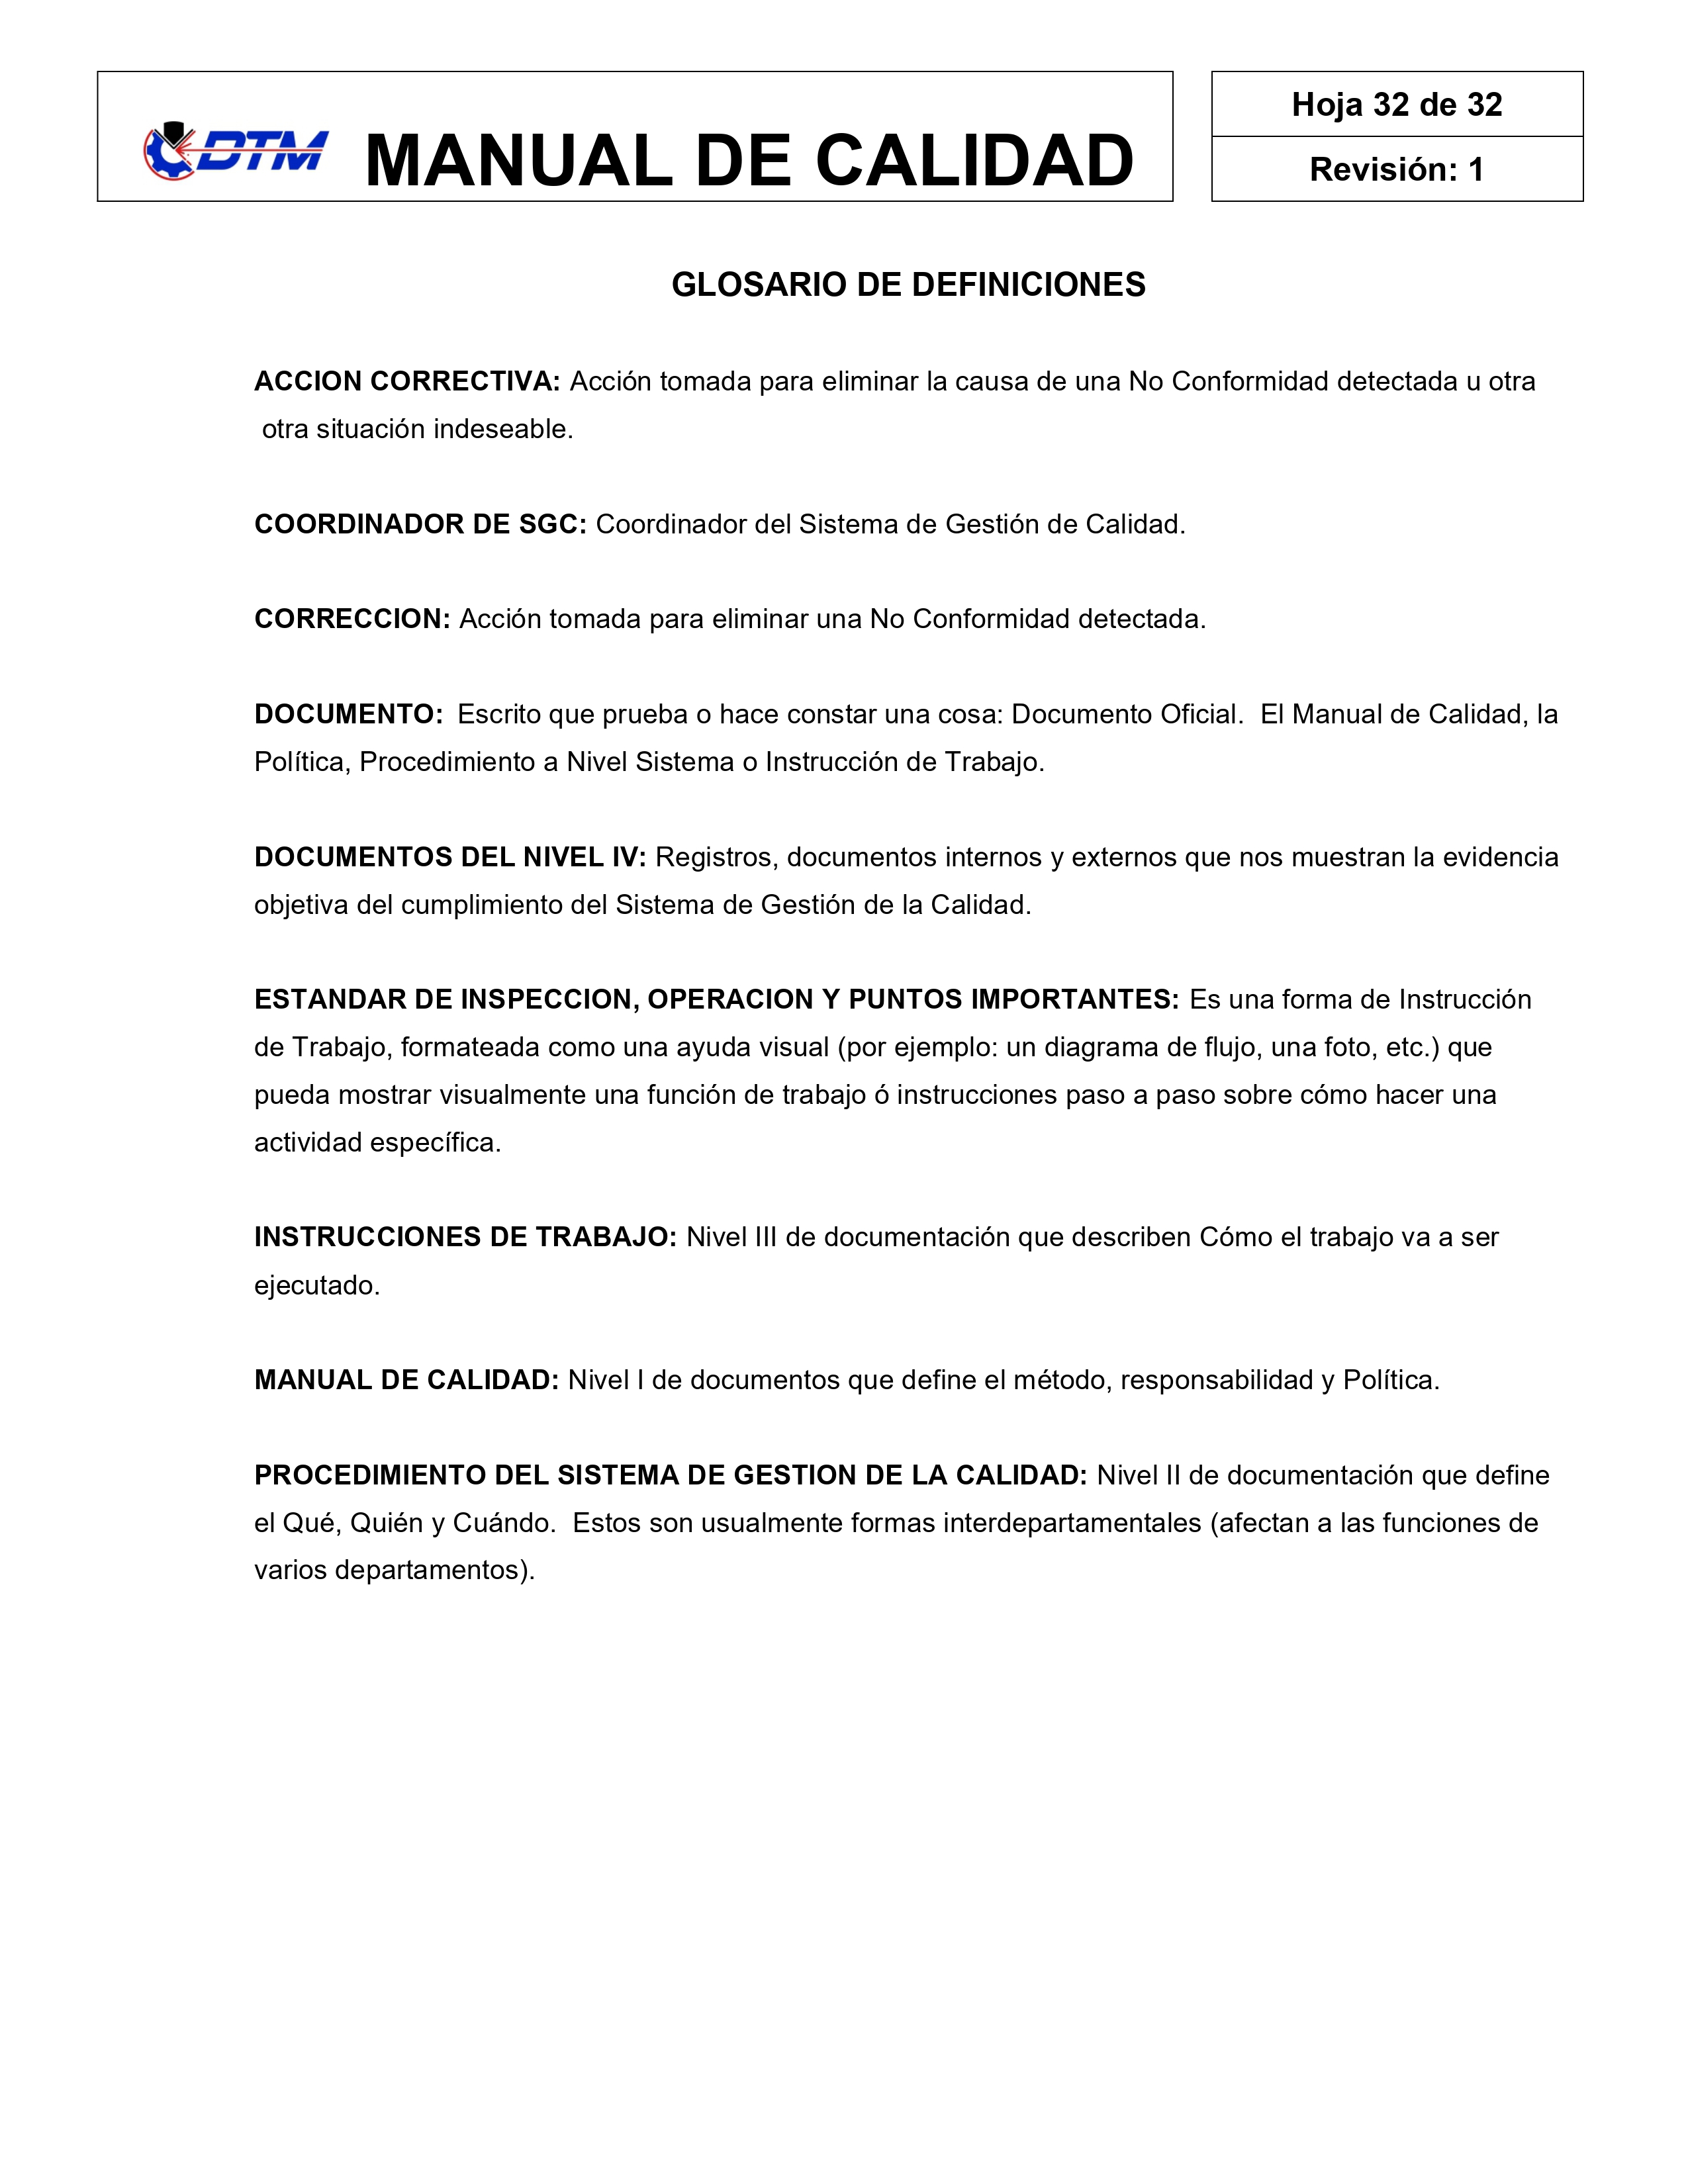 DTM
MANUAL DE CALIDAD
Hoja 32 de 32
Revisión: 1
GLOSARIO DE DEFINICIONES
ACCION CORRECTIVA: Acción tomada para eliminar la causa de una No Conformidad detectada u otra
otra situación indeseable.
COORDINADOR DE SGC: Coordinador del Sistema de Gestión de Calidad.
CORRECCION: Acción tomada para eliminar una No Conformidad detectada.
DOCUMENTO:  Escrito que prueba o hace constar una cosa: Documento Oficial.  El Manual de Calidad, la
Política, Procedimiento a Nivel Sistema o Instrucción de Trabajo.
DOCUMENTOS DEL NIVEL IV: Registros, documentos internos y externos que nos muestran la evidencia
objetiva del cumplimiento del Sistema de Gestión de la Calidad.
ESTANDAR DE INSPECCION, OPERACION Y PUNTOS IMPORTANTES: Es una forma de Instrucción
de Trabajo, formateada como una ayuda visual (por ejemplo: un diagrama de flujo, una foto, etc.) que
pueda mostrar visualmente una función de trabajo ó instrucciones paso a paso sobre cómo hacer una
actividad específica.
INSTRUCCIONES DE TRABAJO: Nivel III de documentación que describen Cómo el trabajo va a ser
ejecutado.
MANUAL DE CALIDAD: Nivel I de documentos que define el método, responsabilidad y Política.
PROCEDIMIENTO DEL SISTEMA DE GESTION DE LA CALIDAD: Nivel II de documentación que define
el Qué, Quién y Cuándo.  Estos son usualmente formas interdepartamentales (afectan a las funciones de
varios departamentos).